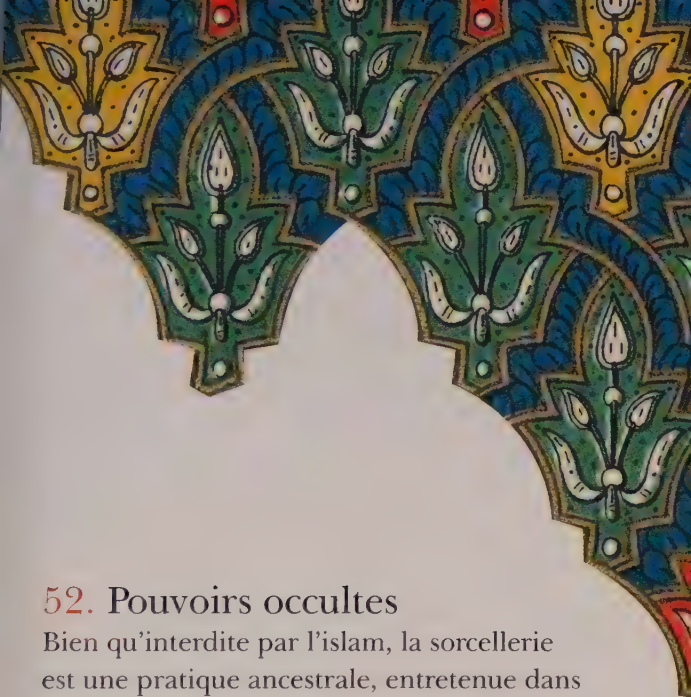 52. Pouvoirs occultes
Bien qu'interdite par l'islam, la sorcellerie
est une pratique ancestrale, entretenue dans